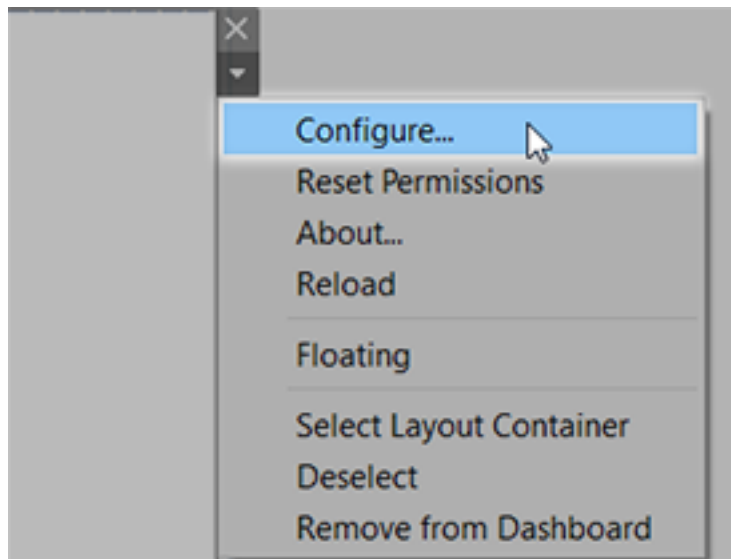 Configure...
Reset Permissions
About...
Reload
Floating
Select Layout Container
Deselect
Remove from Dashboard